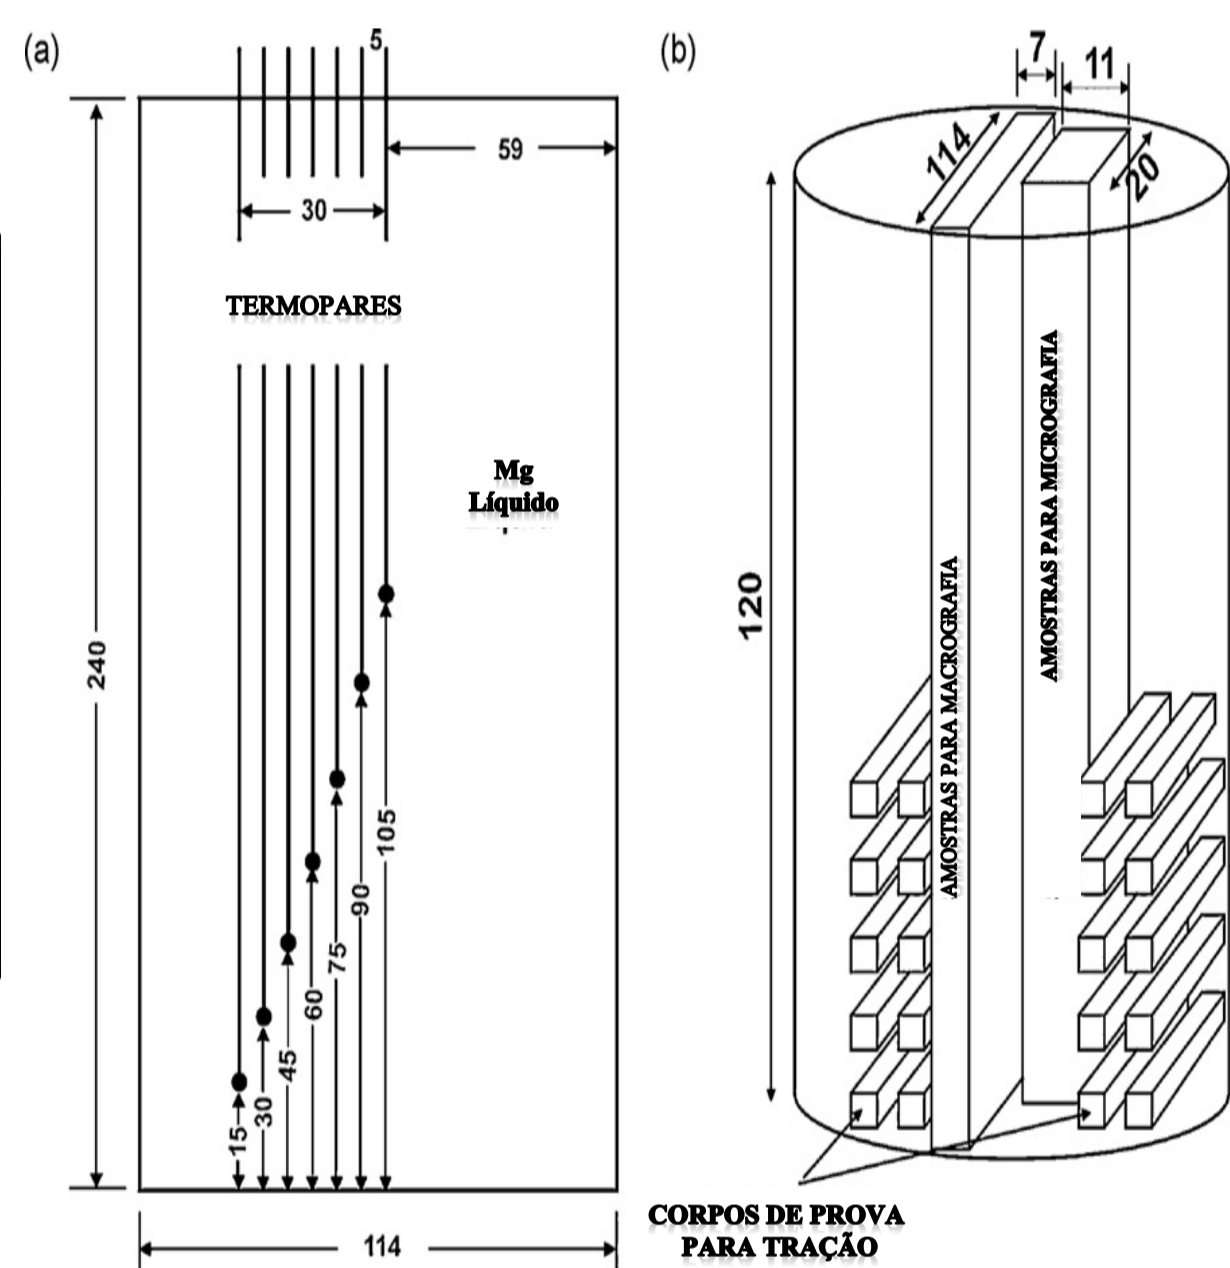 (a)
5
59
30
TERMOPARES
Mg
Líquido
240
15
30
45
60
75
90
105
114
(b)
7
11
114
20
120
AMOSTRAS PARA MACROGRAFIA
AMOSTRAS PARA MICROGRAFIA
CORPOS DE PROVA
PARA TRAÇÃO